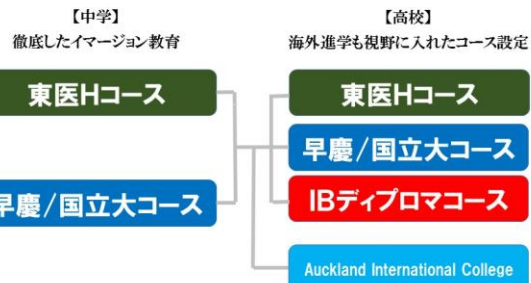 【中学】
徹底したイマージョン教育
東医Hコース
早慶/国立大コース
【高校】
海外進学も視野に入れたコース設定
東医Hコース
早慶/国立大コース
IBディプロマコース
Auckland International College